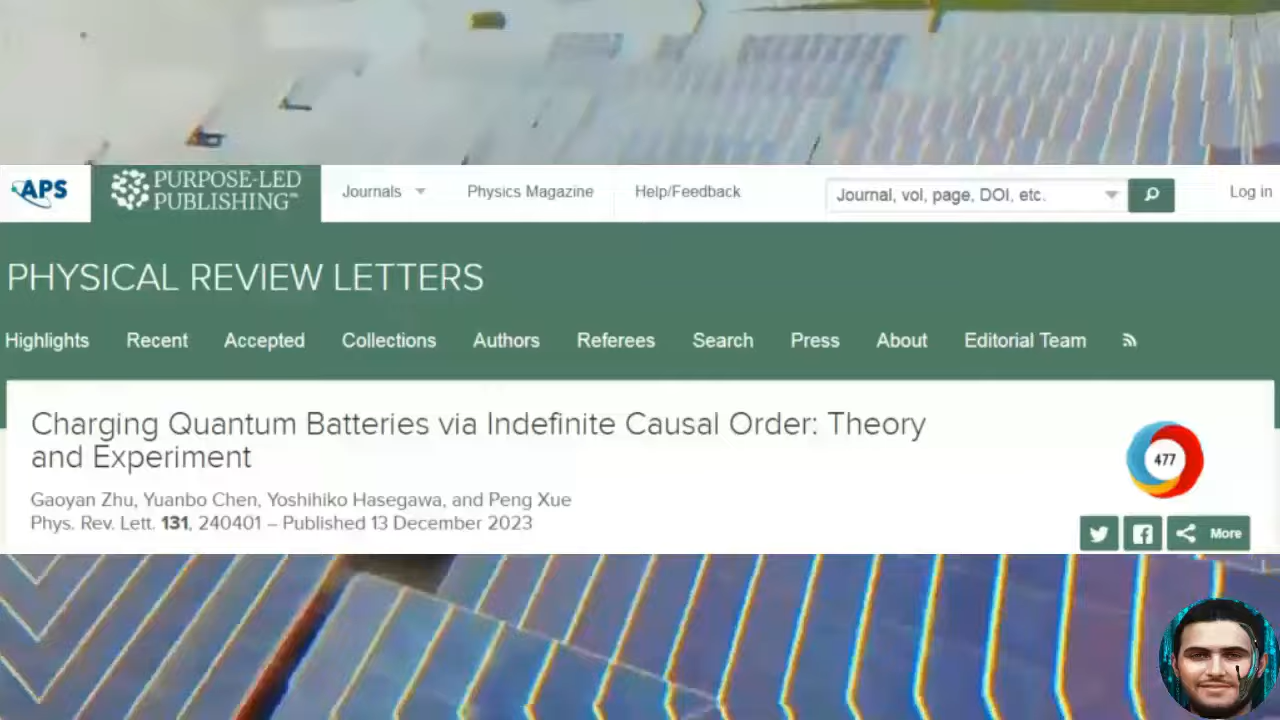 APS
PURPOSE-LED
PUBLISHING™
Journals
Physics Magazine
Help/Feedback
Journal, vol, page, DOI, etc.
Log in
PHYSICAL REVIEW LETTERS
Highlights
Recent
Accepted
Collections
Authors
Referees
Search
Press
About
Editorial Team
Charging Quantum Batteries via Indefinite Causal Order: Theory
and Experiment
477
Gaoyan Zhu, Yuanbo Chen, Yoshihiko Hasegawa, and Peng Xue
Phys. Rev. Lett. 131, 240401 – Published 13 December 2023
More